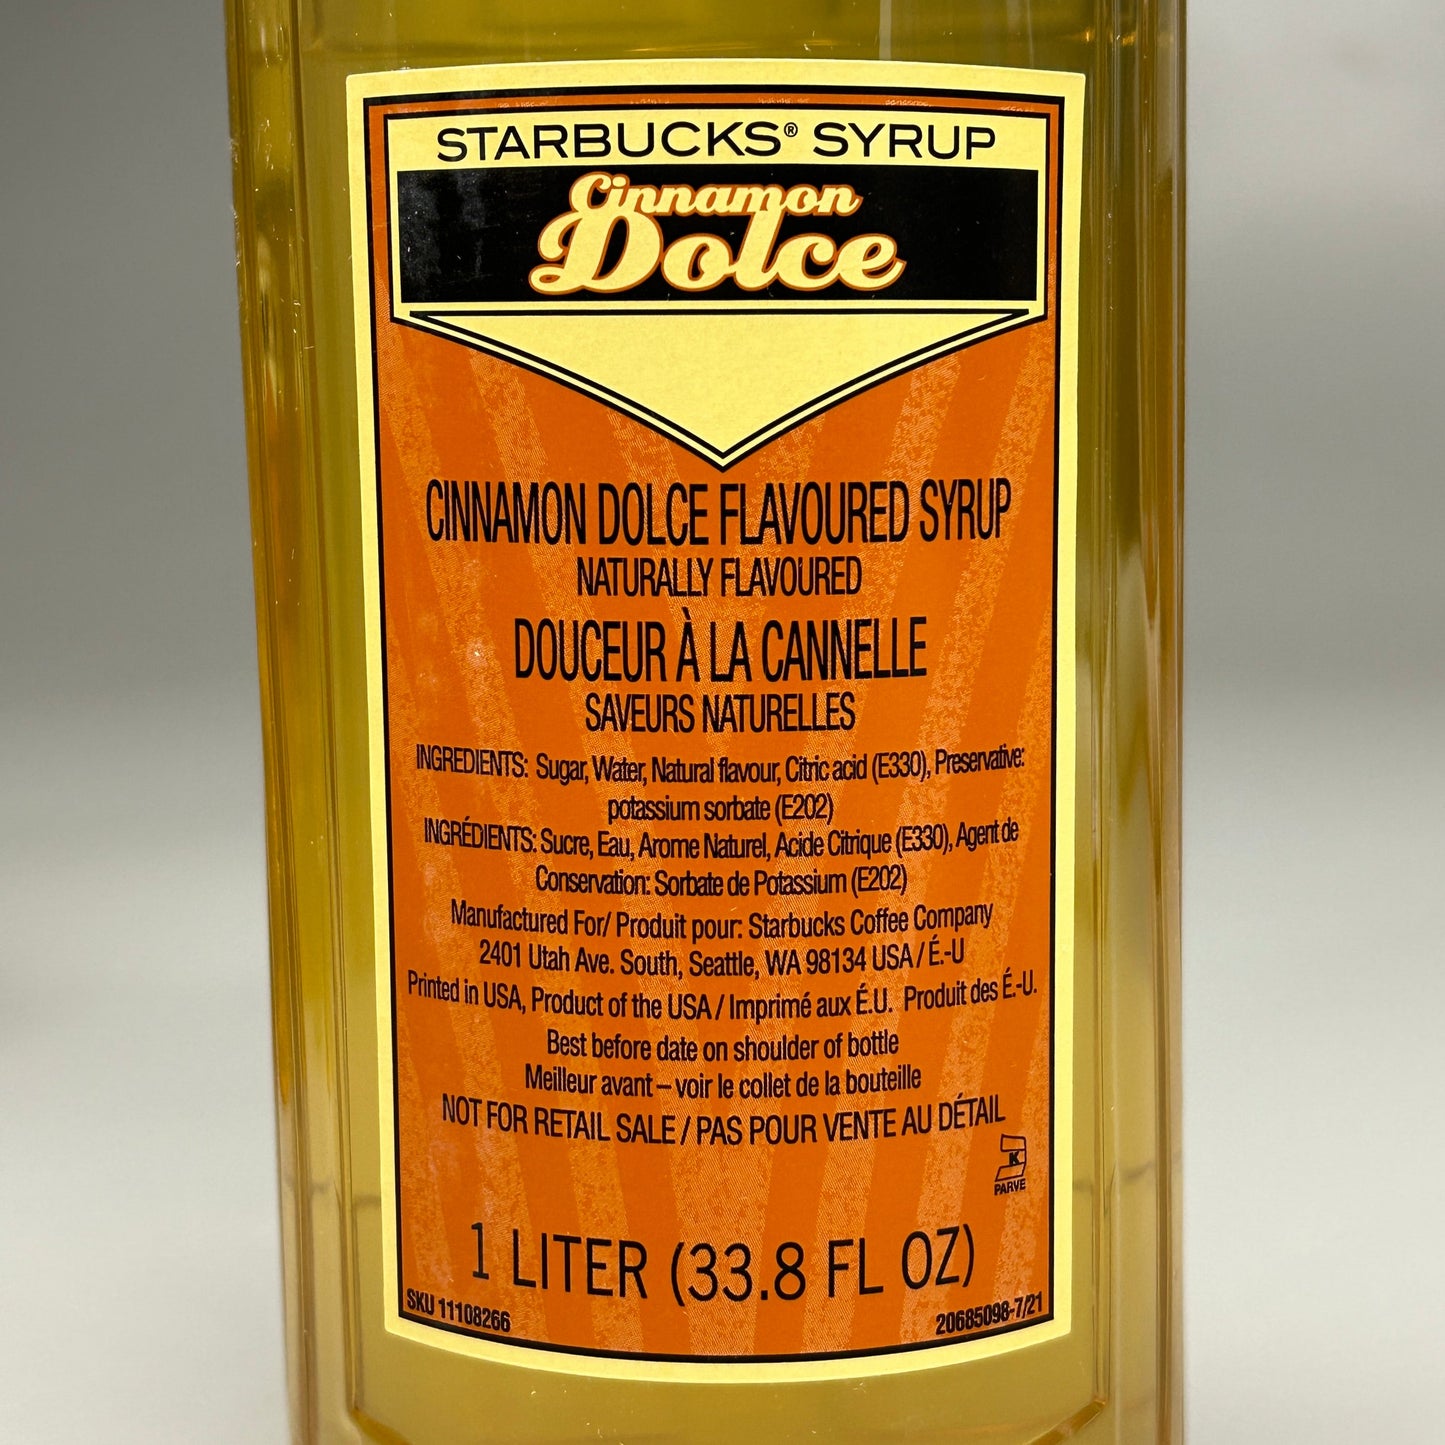 STARBUCKS® SYRUP
Cinnamon
Dolce
CINNAMON DOLCE FLAVOURED SYRUP
NATURALLY FLAVOURED
DOUCEUR À LA CANNELLE
SAVEURS NATURELLES
INGREDIENTS: Sugar, Water, Natural flavour, Citric acid (E330), Preservative:
potassium sorbate (E202)
INGRÉDIENTS: Sucre, Eau, Arome Naturel, Acide Citrique (E330), Agent de
Conservation: Sorbate de Potassium (E202)
Manufactured For/ Produit pour: Starbucks Coffee Company
2401 Utah Ave. South, Seattle, WA 98134 USA / É.-U
Printed in USA, Product of the USA / Imprimé aux É.U. Produit des É.-U.
Best before date on shoulder of bottle
Meilleur avant – voir le collet de la bouteille
NOT FOR RETAIL SALE / PAS POUR VENTE AU DÉTAIL
K
PARVE
1 LITER (33.8 FL OZ)
SKU 11108266
20685098-7/21